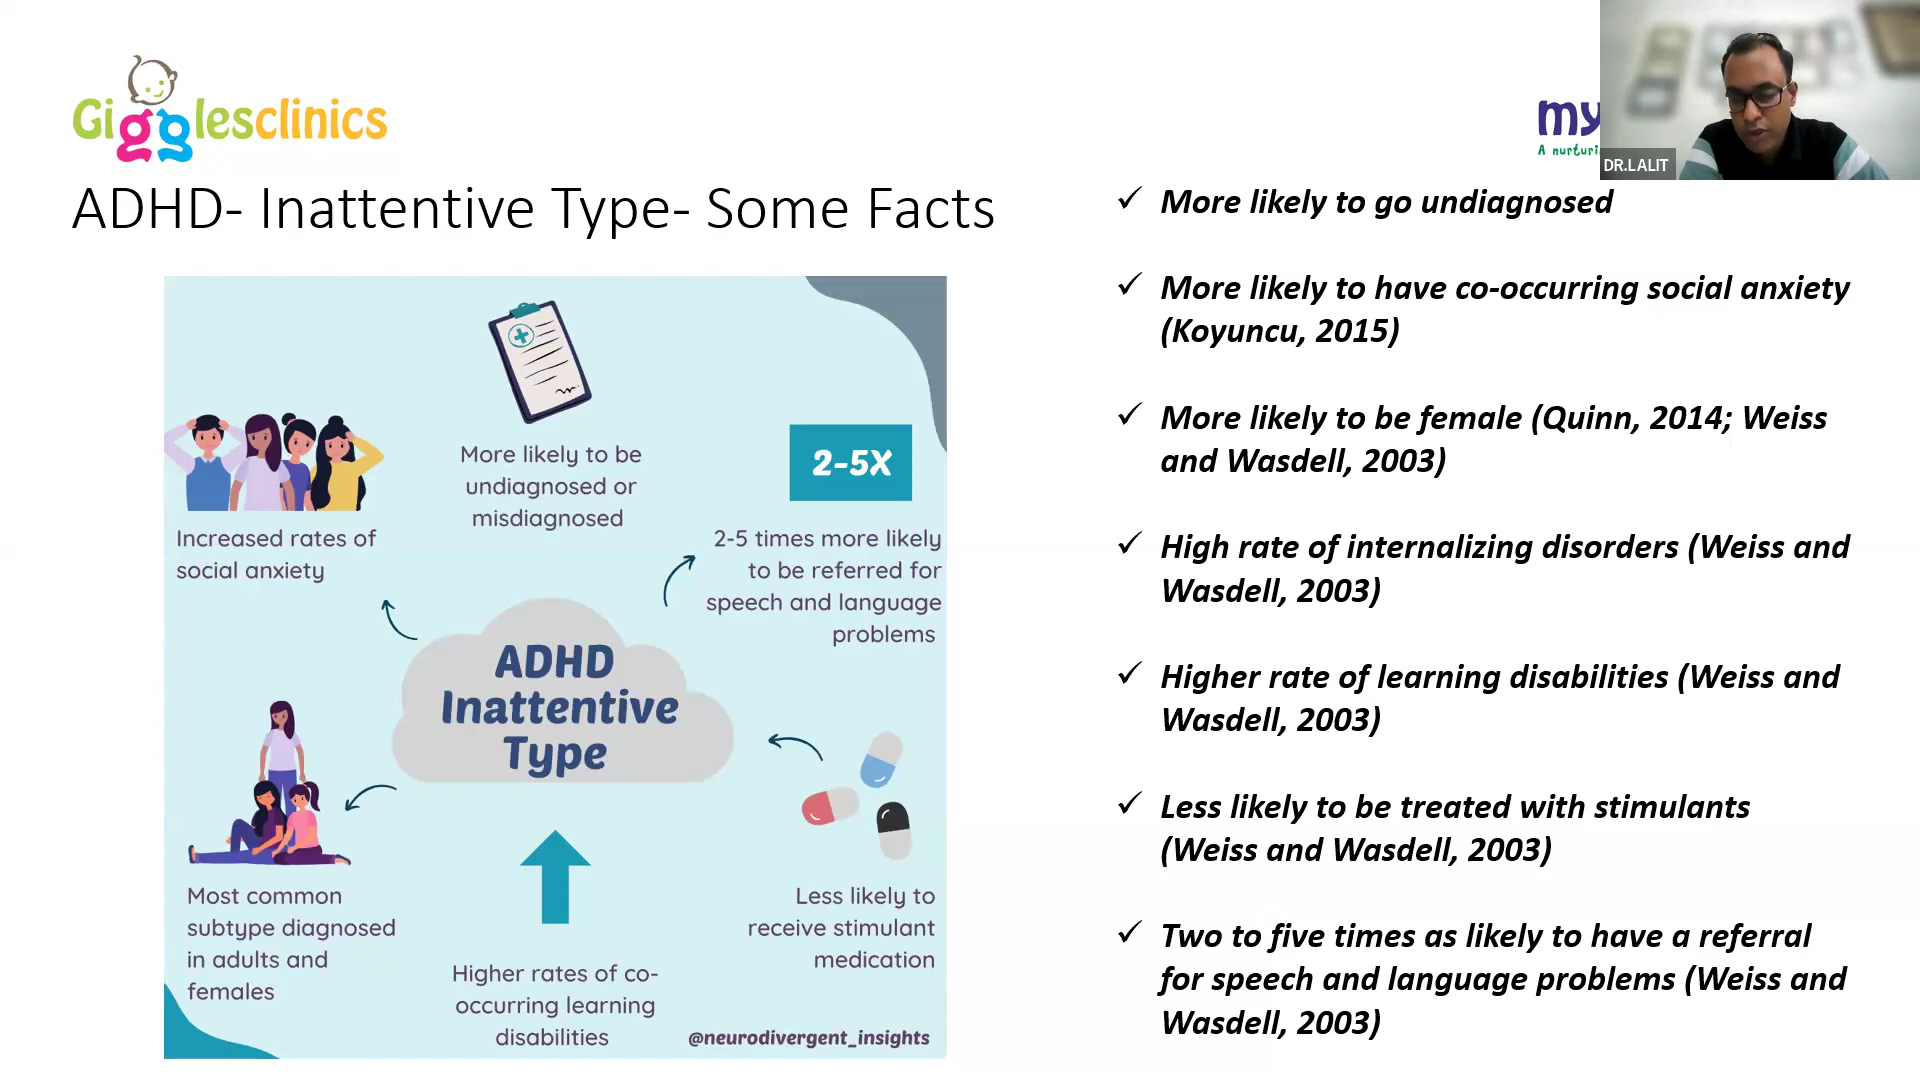 Gigglesclinics
my
A nurturi
DR.LALIT
ADHD- Inattentive Type- Some Facts
More likely to be
undiagnosed or
misdiagnosed
2-5X
Increased rates of
social anxiety
2-5 times more likely
to be referred for
speech and language
problems
ADHD
Inattentive
Type
Most common
subtype diagnosed
in adults and
females
Higher rates of co-
occurring learning
disabilities
Less likely to
receive stimulant
medication
@neurodivergent_insights
✓ More likely to go undiagnosed
✓ More likely to have co-occurring social anxiety
(Koyuncu, 2015)
✓ More likely to be female (Quinn, 2014; Weiss
and Wasdell, 2003)
✓ High rate of internalizing disorders (Weiss and
Wasdell, 2003)
✓ Higher rate of learning disabilities (Weiss and
Wasdell, 2003)
✓ Less likely to be treated with stimulants
(Weiss and Wasdell, 2003)
✓ Two to five times as likely to have a referral
for speech and language problems (Weiss and
Wasdell, 2003)